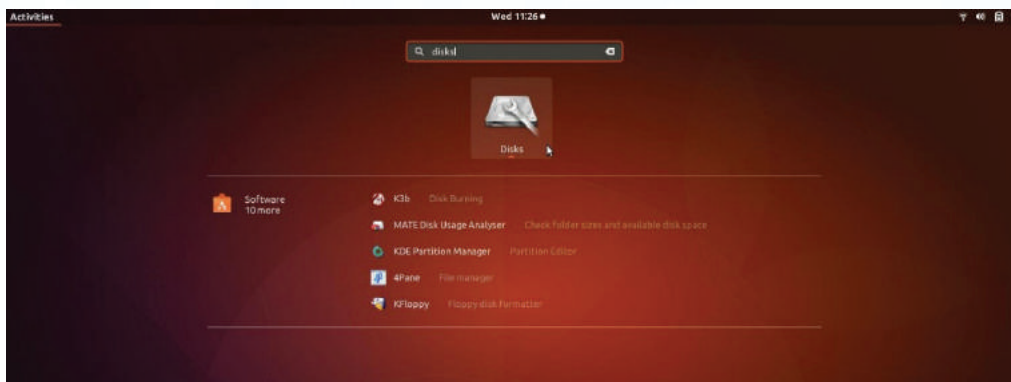 Activities
Wed 11:26
disks
Disks
Software
10 more
K3b Disk Burning
MATE Disk Usage Analyser Check folder sizes and available disk space
KDE Partition Manager Partition Editor
4Pane File manager
KFloppy Floppy disk formatter